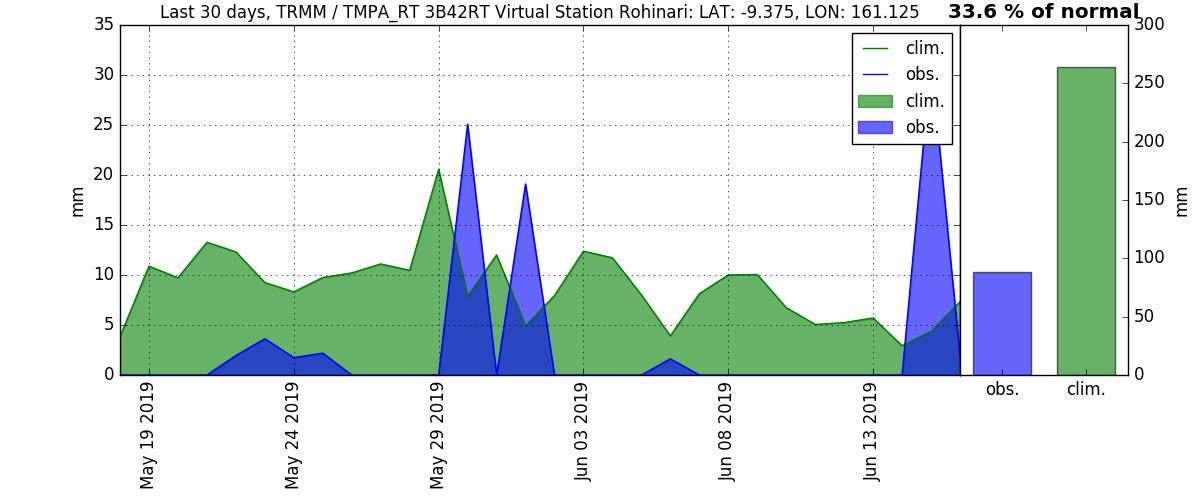 Last 30 days, TRMM / TMPA_RT 3B42RT Virtual Station Rohinari: LAT: -9.375, LON: 161.125
33.6 % of normal
35
30
25
20
15
10
5
0
mm
clim.
obs.
clim.
obs.
300
250
200
150
100
50
0
mm
obs.
clim.
May 19 2019
May 24 2019
May 29 2019
Jun 03 2019
Jun 08 2019
Jun 13 2019